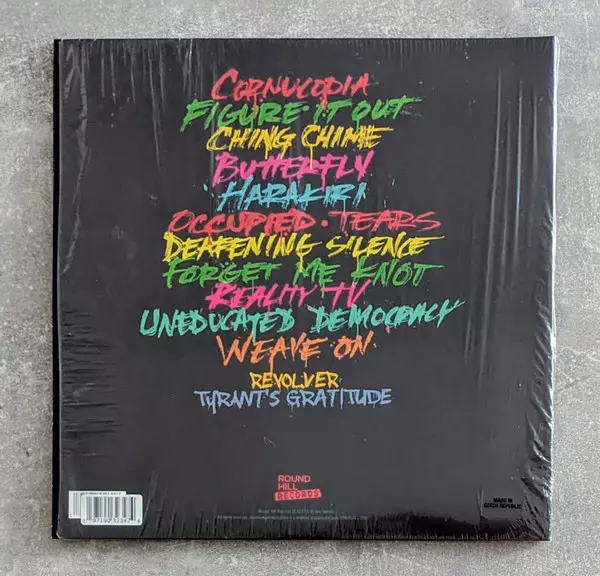 CORNUCOPIA
FIGURE IT OUT
CHING CHIME
BUTTERFLY
HARAKIRI
OCCUPIED TEARS
DEAFENING SILENCE
FORGET ME KNOT
REALITY TV
UNEDUCATED DEMOCRACY
WEAVE ON
REVOLVER
TYRANT'S GRATITUDE
ROUND
HILL
RECORDS
MADE IN
CZECH REPUBLIC